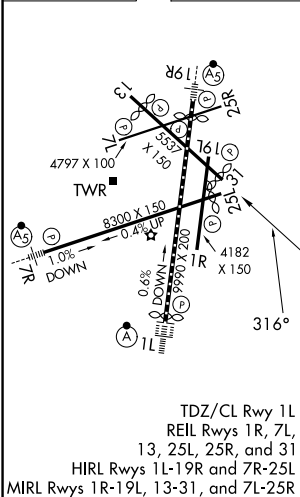 A5
19R
13
P
25R
P
P
7L
P
5537
X 150
4797 X 100
19L
P
TWR
31
8300 X 150
25L
A5
P
0.4% UP
7R
1.0%
DOWN
4182
X 150
1R
0.6%
DOWN
9990 X 200
316°
P
A
1L
TDZ/CL Rwy 1L
REIL Rwys 1R, 7L,
13, 25L, 25R, and 31
HIRL Rwys 1L-19R and 7R-25L
MIRL Rwys 1R-19L, 13-31, and 7L-25R